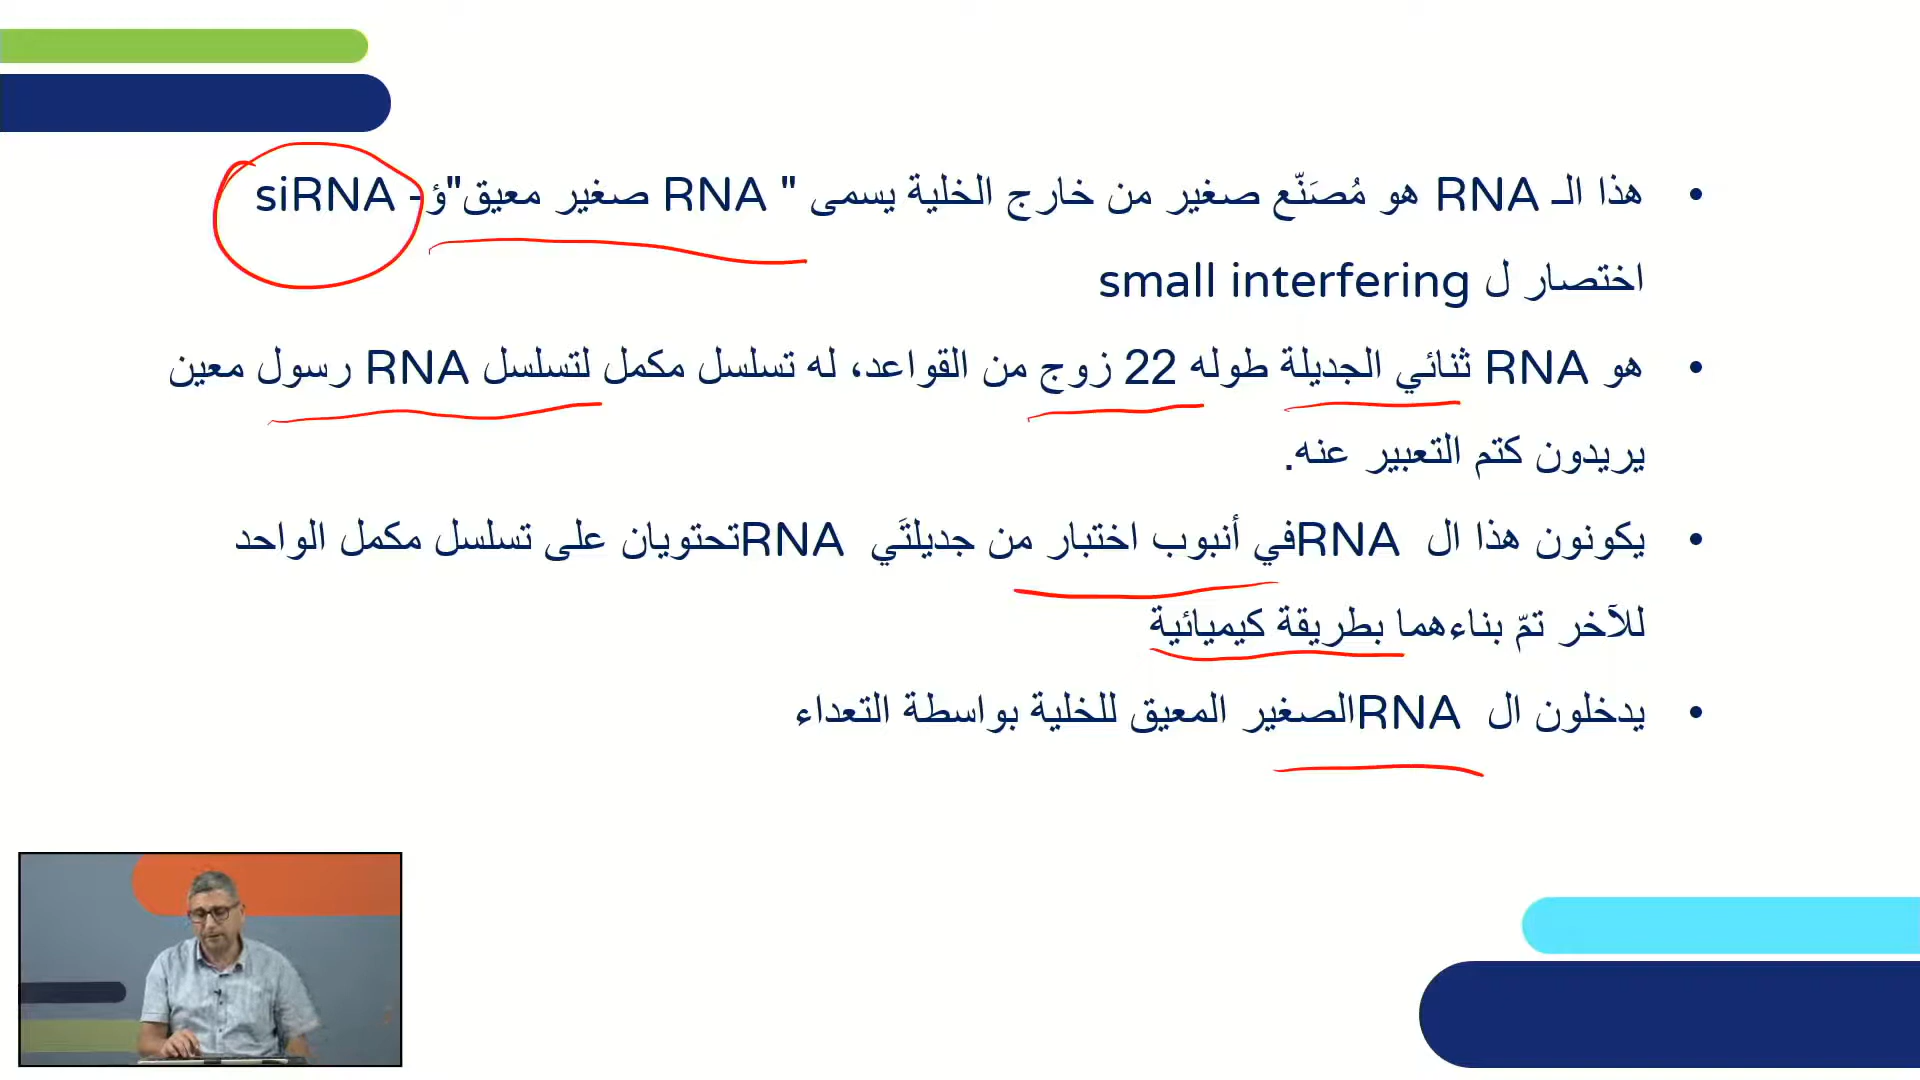 هذا الـ RNA هو مُصَنّع صغير من خارج الخلية يسمى " RNA صغير معيق"ؤ- siRNA
اختصار ل small interfering
هو RNA ثنائي الجديلة طوله 22 زوج من القواعد، له تسلسل مكمل لتسلسل RNA رسول معين
يريدون كتم التعبير عنه.
يكونون هذا ال RNAفي أنبوب اختبار من جديلتَي RNAتحتويان على تسلسل مكمل الواحد
للآخر تمّ بناءهما بطريقة كيميائية
يدخلون ال RNAالصغير المعيق للخلية بواسطة التعداء